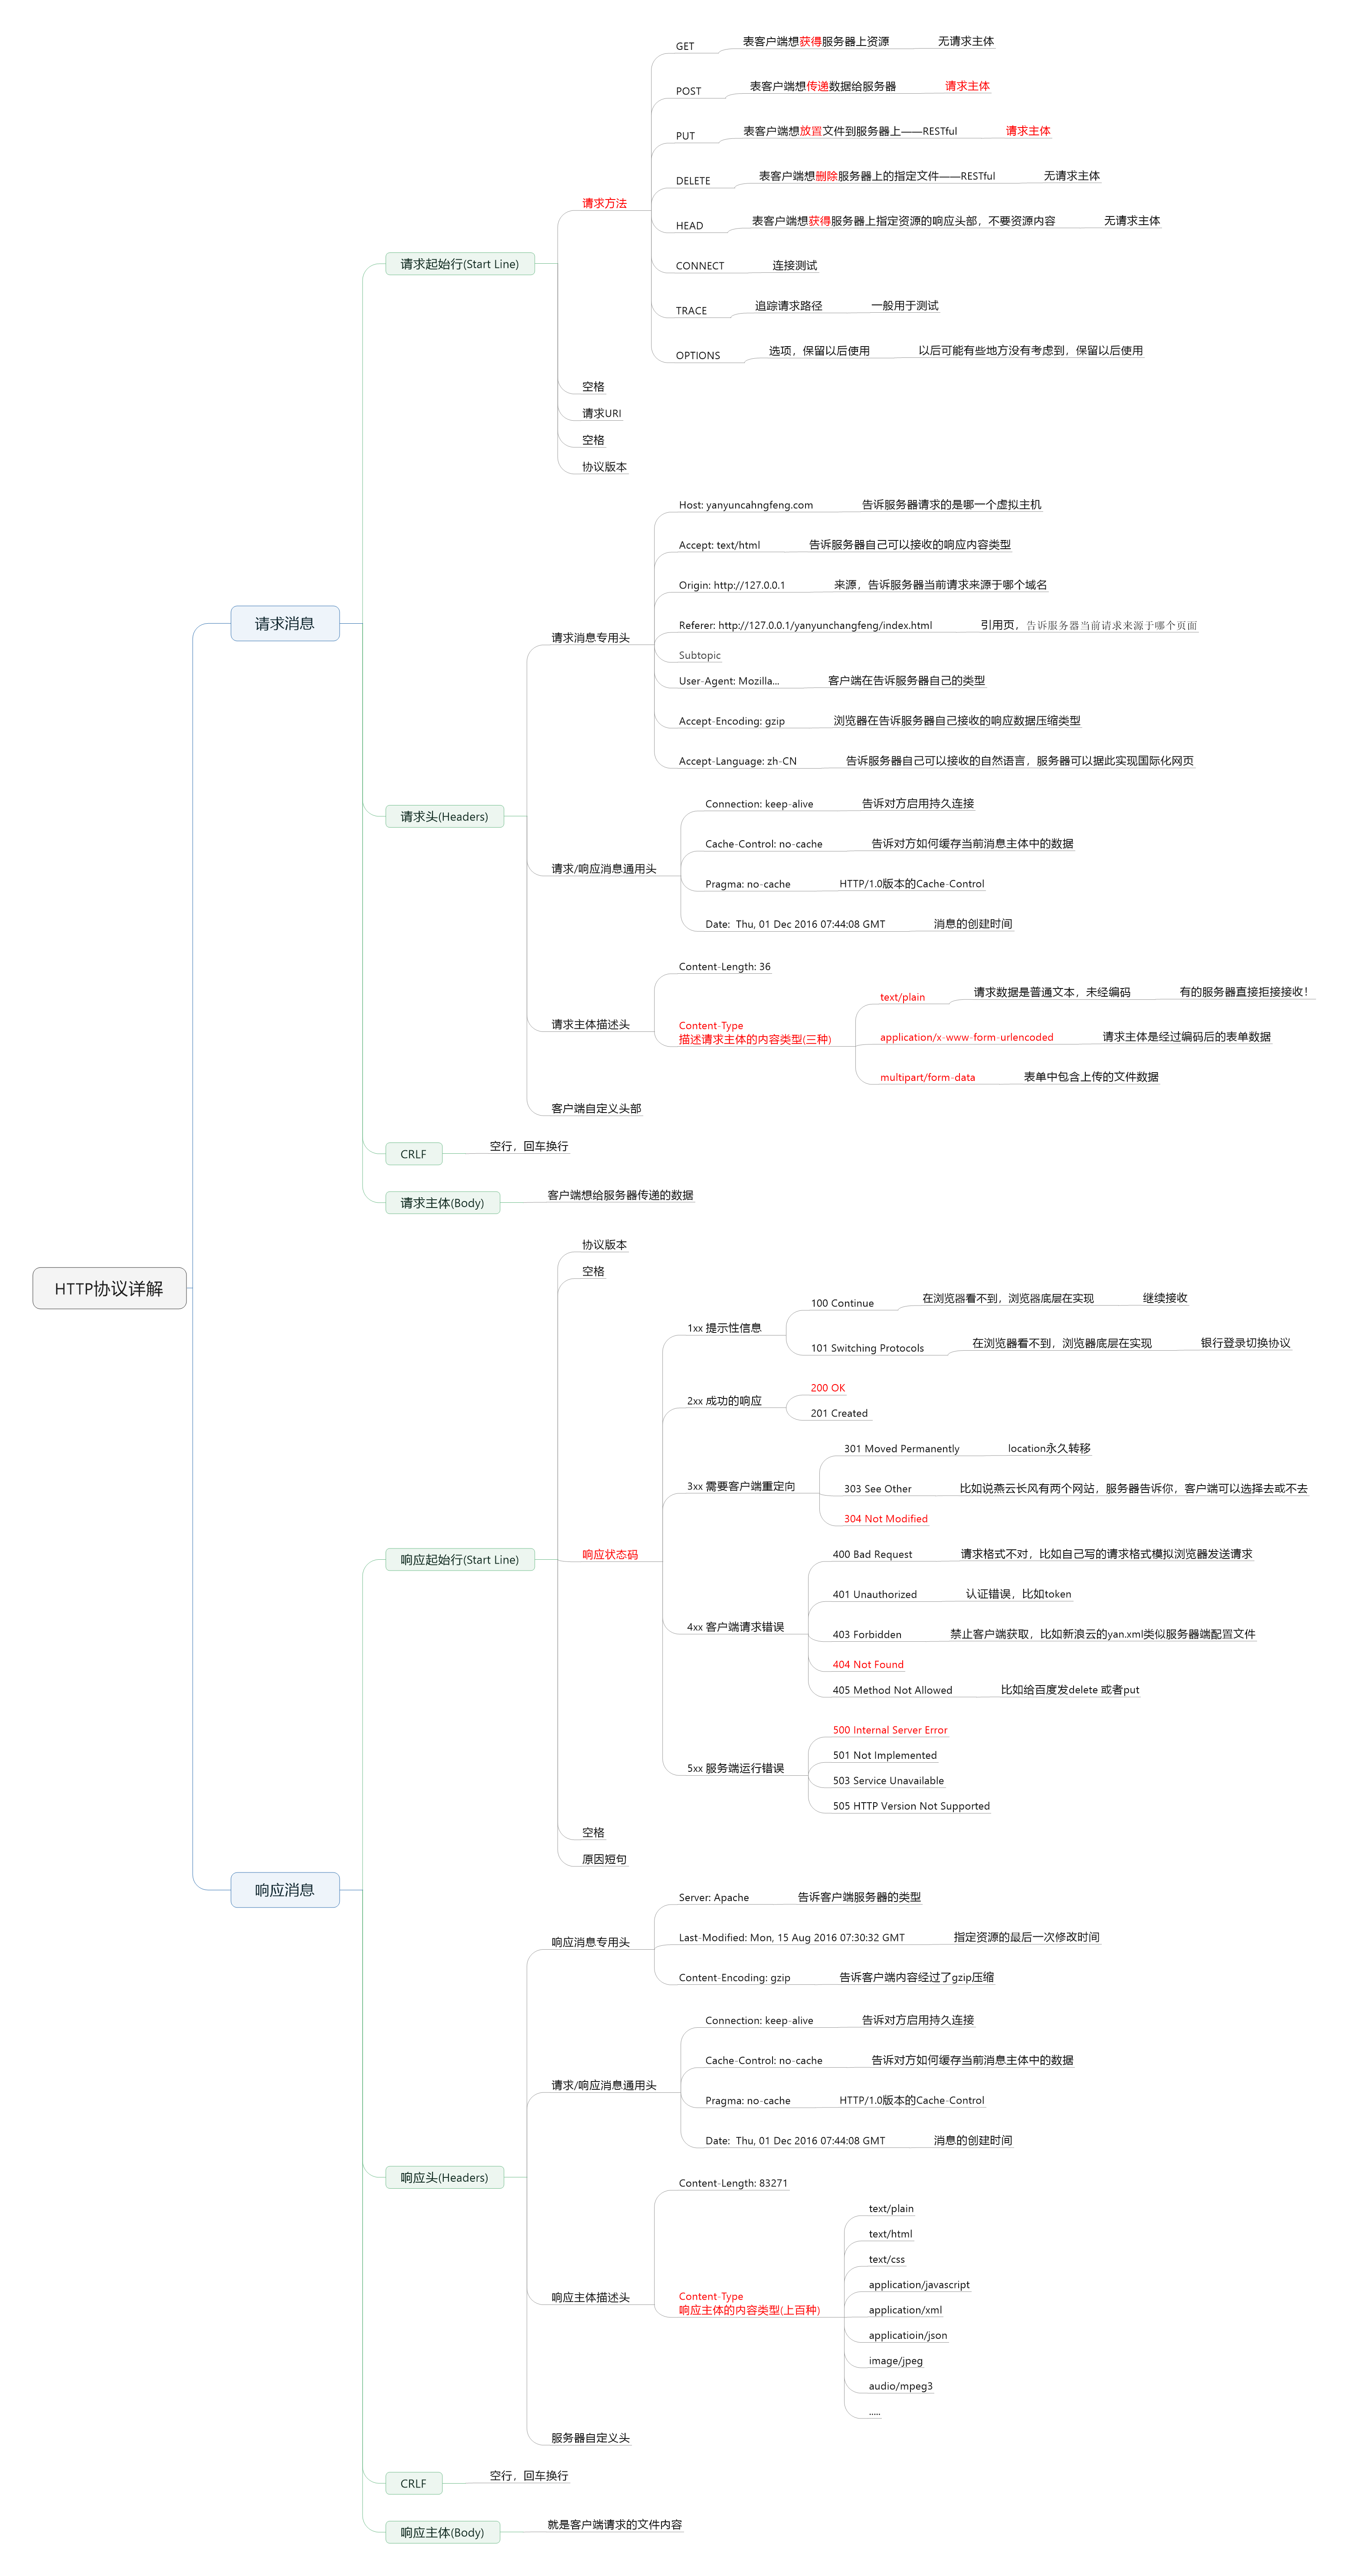 HTTP协议详解
请求消息
请求起始行(Start Line)
请求方法
GET 表客户端想获得服务器上资源 无请求主体
POST 表客户端想传递数据给服务器 请求主体
PUT 表客户端想放置文件到服务器上——RESTful 请求主体
DELETE 表客户端想删除服务器上的指定文件——RESTful 无请求主体
HEAD 表客户端想获得服务器上指定资源的响应头部，不要资源内容 无请求主体
CONNECT 连接测试
TRACE 追踪请求路径 一般用于测试
OPTIONS 选项，保留以后使用 以后可能有些地方没有考虑到，保留以后使用
空格
请求URI
空格
协议版本
请求头(Headers)
请求消息专用头
Host: yanyuncahngfeng.com 告诉服务器请求的是哪一个虚拟主机
Accept: text/html 告诉服务器自己可以接收的响应内容类型
Origin: http://127.0.0.1 来源，告诉服务器当前请求来源于哪个域名
Referer: http://127.0.0.1/yanyunchangfeng/index.html 引用页，告诉服务器当前请求来源于哪个页面
Subtopic
User-Agent: Mozilla... 客户端在告诉服务器自己的类型
Accept-Encoding: gzip 浏览器在告诉服务器自己接收的响应数据压缩类型
Accept-Language: zh-CN 告诉服务器自己可以接收的自然语言，服务器可以据此实现国际化网页
请求/响应消息通用头
Connection: keep-alive 告诉对方启用持久连接
Cache-Control: no-cache 告诉对方如何缓存当前消息主体中的数据
Pragma: no-cache HTTP/1.0版本的Cache-Control
Date: Thu, 01 Dec 2016 07:44:08 GMT 消息的创建时间
请求主体描述头
Content-Length: 36
Content-Type
描述请求主体的内容类型(三种)
text/plain 请求数据是普通文本，未经编码 有的服务器直接拒接接收！
application/x-www-form-urlencoded 请求主体是经过编码后的表单数据
multipart/form-data 表单中包含上传的文件数据
客户端自定义头部
CRLF 空行，回车换行
请求主体(Body) 客户端想给服务器传递的数据
响应消息
响应起始行(Start Line)
协议版本
空格
响应状态码
1xx 提示性信息
100 Continue 在浏览器看不到，浏览器底层在实现 继续接收
101 Switching Protocols 在浏览器看不到，浏览器底层在实现 银行登录切换协议
2xx 成功的响应
200 OK
201 Created
3xx 需要客户端重定向
301 Moved Permanently location永久转移
303 See Other 比如说燕云长风有两个网站，服务器告诉你，客户端可以选择去或不去
304 Not Modified
4xx 客户端请求错误
400 Bad Request 请求格式不对，比如自己写的请求格式模拟浏览器发送请求
401 Unauthorized 认证错误，比如token
403 Forbidden 禁止客户端获取，比如新浪云的yan.xml类似服务器端配置文件
404 Not Found
405 Method Not Allowed 比如给百度发delete 或者put
5xx 服务端运行错误
500 Internal Server Error
501 Not Implemented
503 Service Unavailable
505 HTTP Version Not Supported
空格
原因短句
响应头(Headers)
响应消息专用头
Server: Apache 告诉客户端服务器的类型
Last-Modified: Mon, 15 Aug 2016 07:30:32 GMT 指定资源的最后一次修改时间
Content-Encoding: gzip 告诉客户端内容经过了gzip压缩
请求/响应消息通用头
Connection: keep-alive 告诉对方启用持久连接
Cache-Control: no-cache 告诉对方如何缓存当前消息主体中的数据
Pragma: no-cache HTTP/1.0版本的Cache-Control
Date: Thu, 01 Dec 2016 07:44:08 GMT 消息的创建时间
响应主体描述头
Content-Length: 83271
Content-Type
响应主体的内容类型(上百种)
text/plain
text/html
text/css
application/javascript
application/xml
applicatioin/json
image/jpeg
audio/mpeg3
.....
服务器自定义头
CRLF 空行，回车换行
响应主体(Body) 就是客户端请求的文件内容